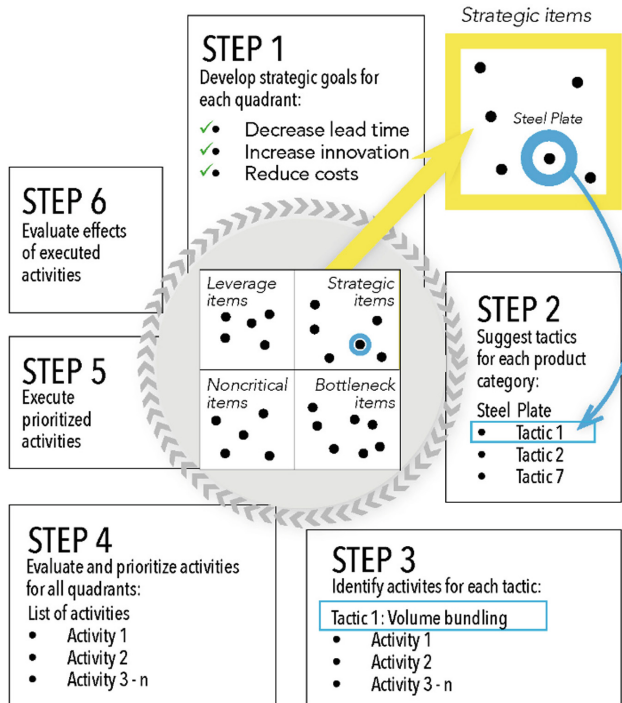 Strategic items
STEP 1
Develop strategic goals for
each quadrant:
✓• Decrease lead time
✓• Increase innovation
✓• Reduce costs
Steel Plate
STEP 6
Evaluate effects
of executed
activities
Leverage
items
Strategic
items
Noncritical
items
Bottleneck
items
STEP 2
Suggest tactics
for each product
category:
Steel Plate
• Tactic 1
• Tactic 2
• Tactic 7
STEP 5
Execute
prioritized
activities
STEP 4
Evaluate and prioritize activities
for all quadrants:
List of activities
• Activity 1
• Activity 2
• Activity 3 - n
STEP 3
Identify activites for each tactic:
Tactic 1: Volume bundling
• Activity 1
• Activity 2
• Activity 3 - n